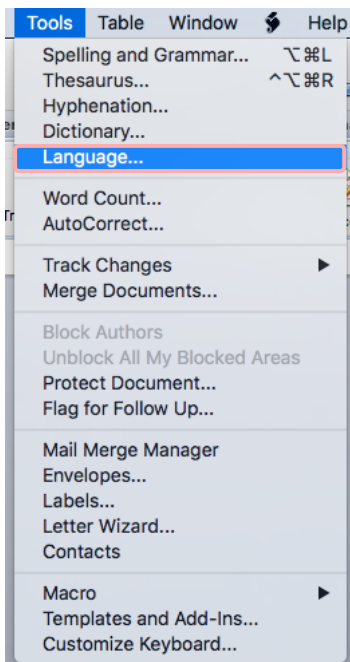 Tools Table Window Help
Spelling and Grammar... ⌥⌘L
Thesaurus... ^⌥⌘R
Hyphenation...
Dictionary...
Language...
Word Count...
AutoCorrect...
Track Changes
Merge Documents...
Block Authors
Unblock All My Blocked Areas
Protect Document...
Flag for Follow Up...
Mail Merge Manager
Envelopes...
Labels...
Letter Wizard...
Contacts
Macro
Templates and Add-Ins...
Customize Keyboard...